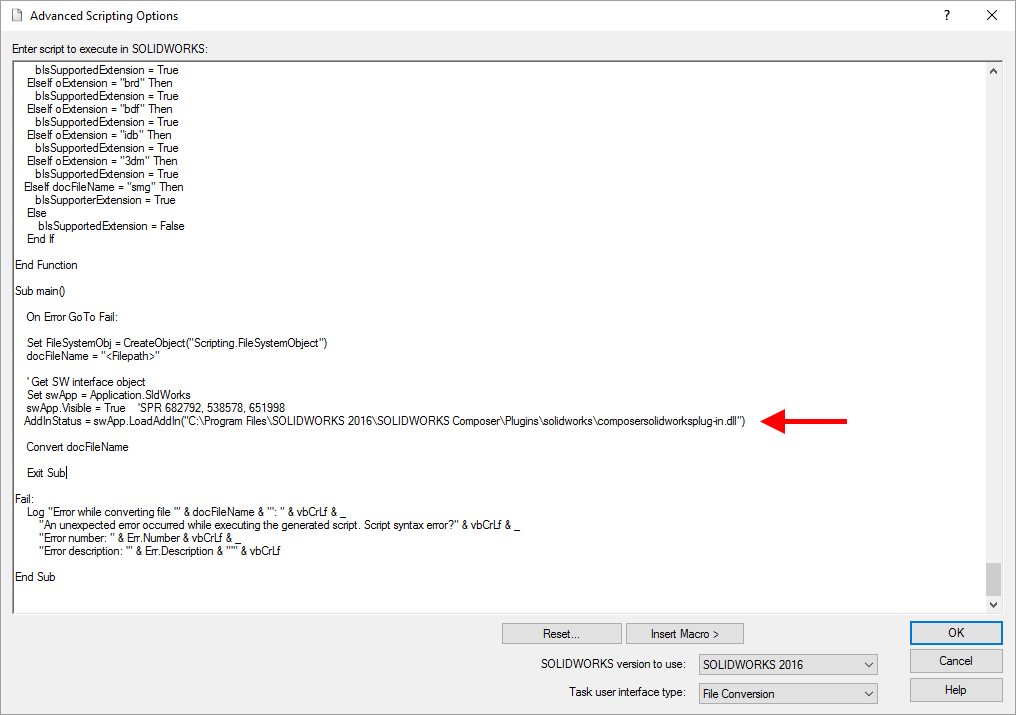 Advanced Scripting Options
?
Enter script to execute in SOLIDWORKS:
bIsSupportedExtension = True
ElseIf oExtension = "brd" Then
bIsSupportedExtension = True
ElseIf oExtension = "bdf" Then
bIsSupportedExtension = True
ElseIf oExtension = "idb" Then
bIsSupportedExtension = True
ElseIf oExtension = "3dm" Then
bIsSupportedExtension = True
ElseIf docFileName = "smg" Then
bIsSupporterExtension = True
Else
bIsSupportedExtension = False
End If
End Function
Sub main()
On Error GoTo Fail:
Set FileSystemObj = CreateObject("Scripting.FileSystemObject")
docFileName = "<Filepath>"
' Get SW interface object
Set swApp = Application.SldWorks
swApp.Visible = True 'SPR 682792, 538578, 651998
AddInStatus = swApp.LoadAddIn("C:\Program Files\SOLIDWORKS 2016\SOLIDWORKS Composer\Plugins\solidworks\composersolidworksplug-in.dll")
Convert docFileName
Exit Sub
Fail:
Log "Error while converting file '" & docFileName & "': " & vbCrLf & _
"An unexpected error occurred while executing the generated script. Script syntax error?" & vbCrLf & _
"Error number: " & Err.Number & vbCrLf & _
"Error description: '" & Err.Description & "'" & vbCrLf
End Sub
Reset...
Insert Macro >
OK
SOLIDWORKS version to use:
SOLIDWORKS 2016
Cancel
Task user interface type:
File Conversion
Help